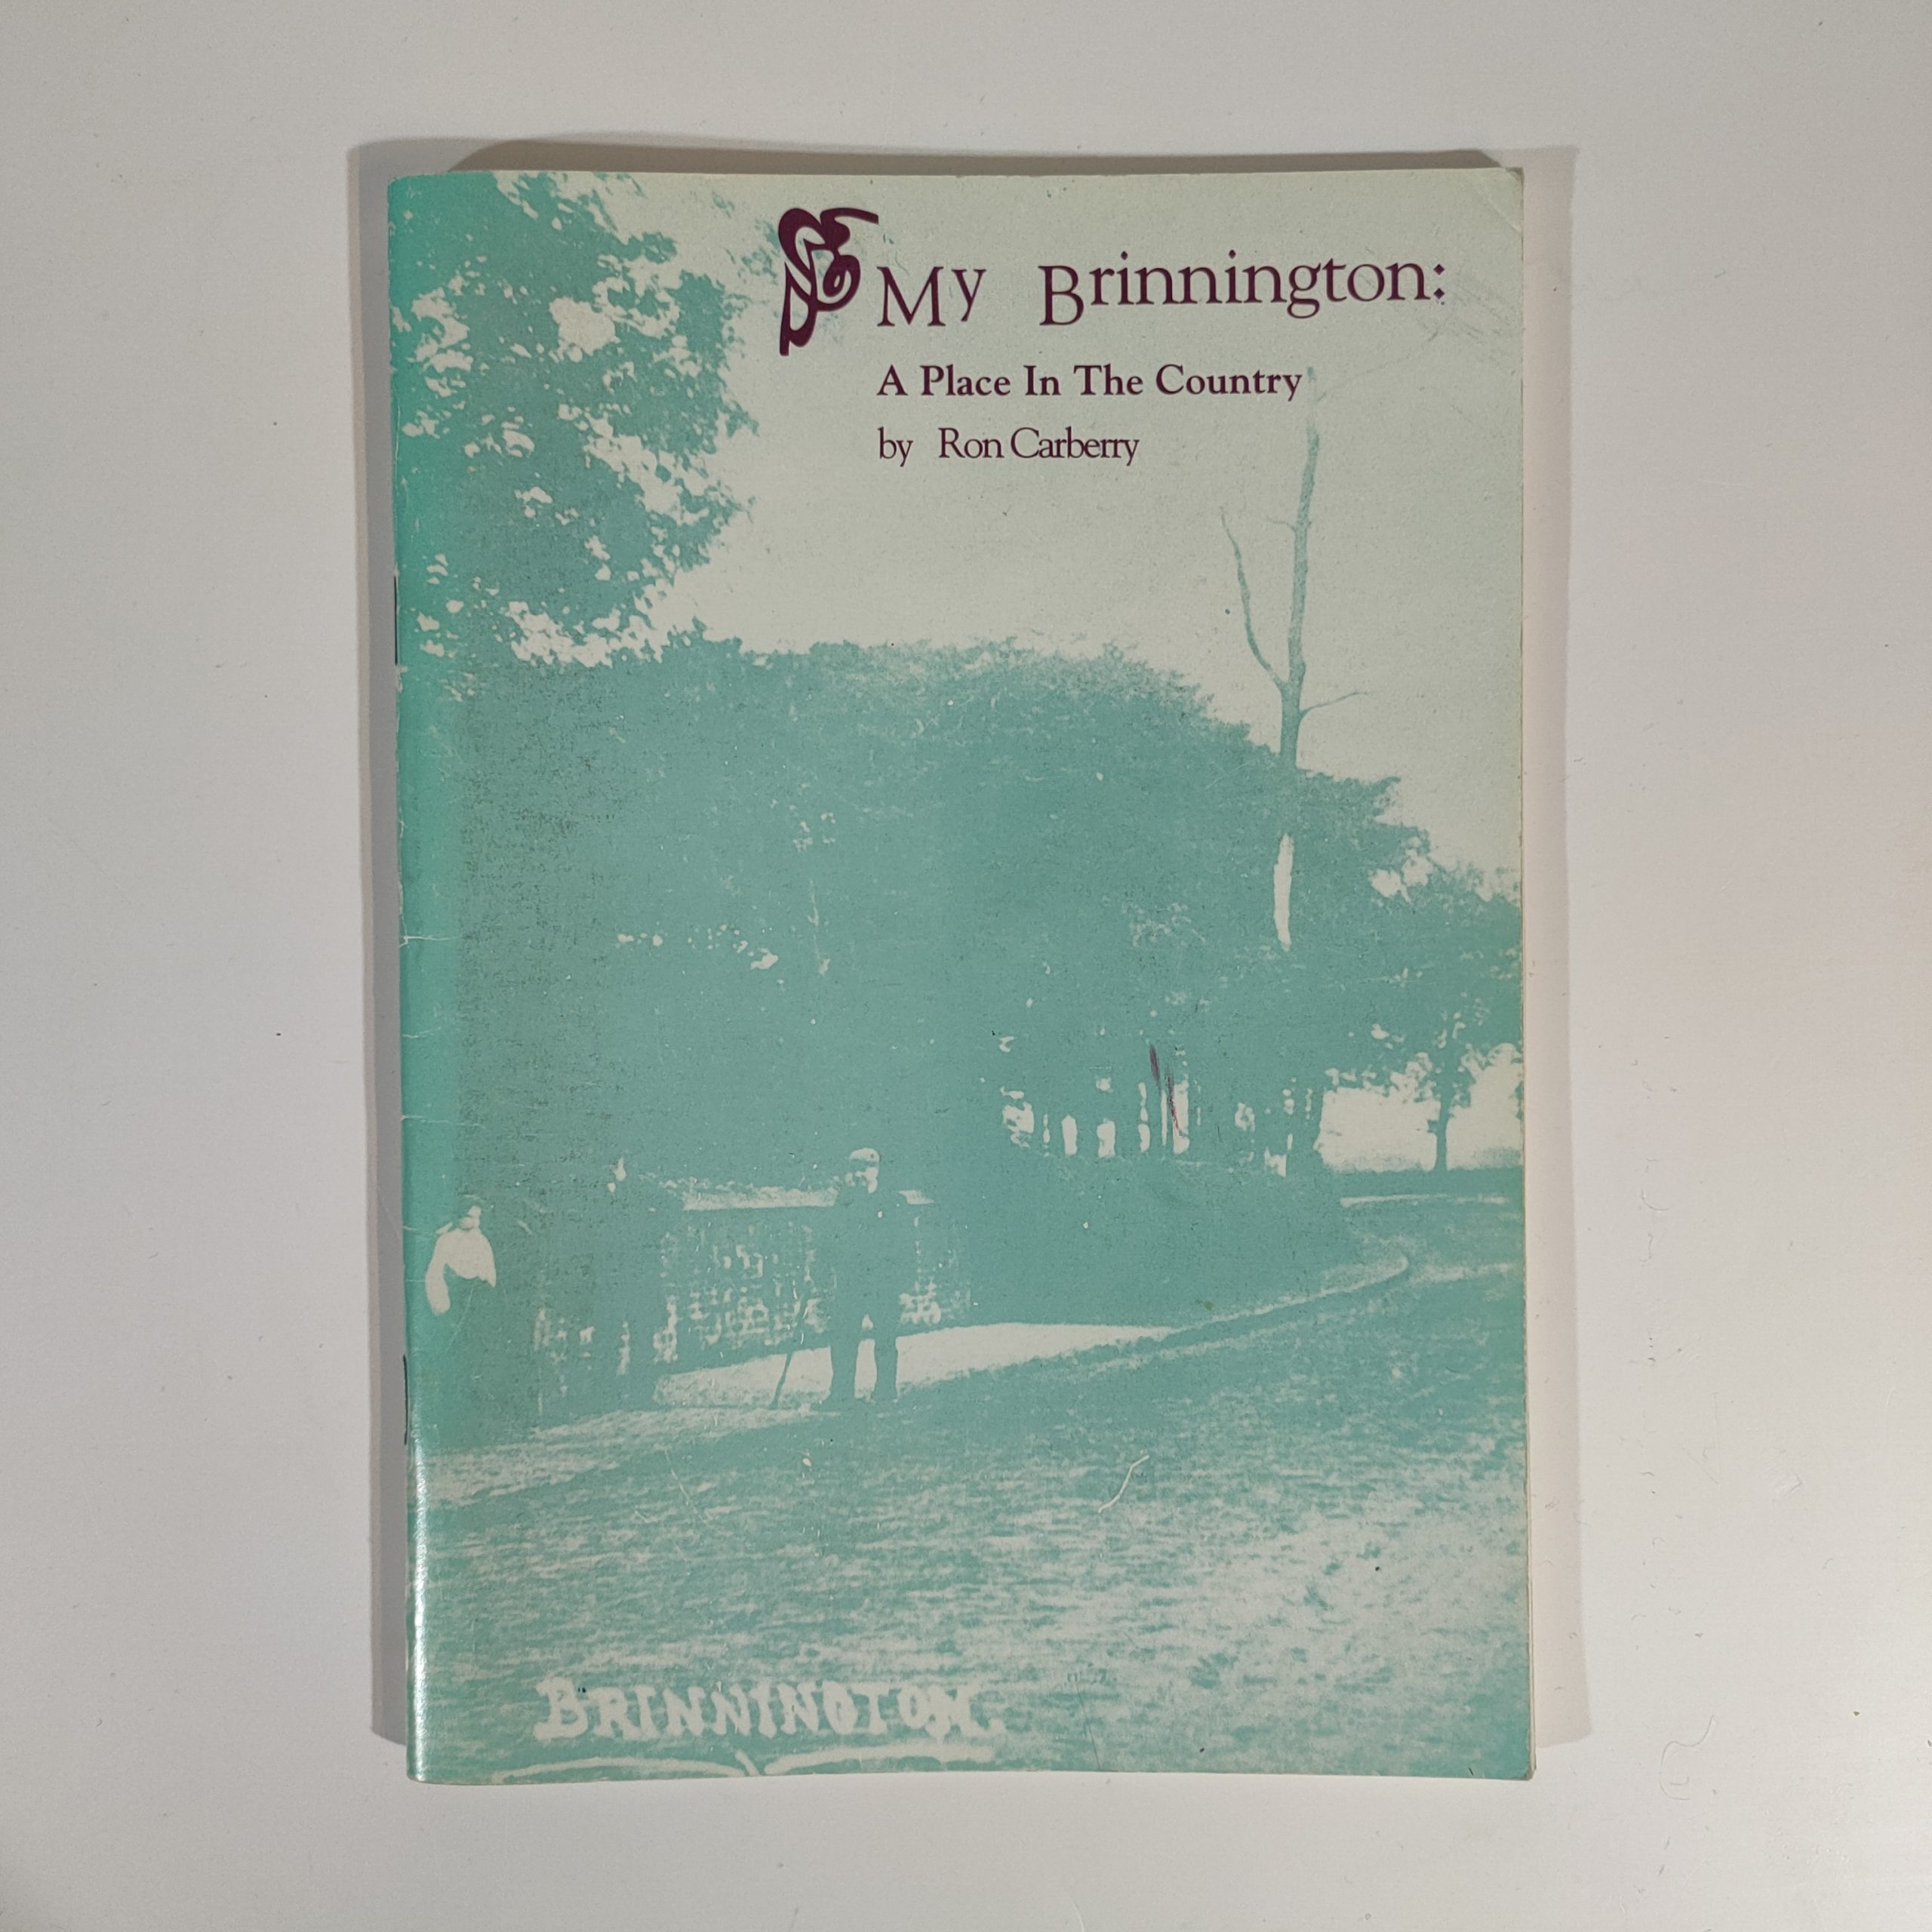 My Brinnington:
A Place In The Country
by Ron Carberry
BRINNINGTON.